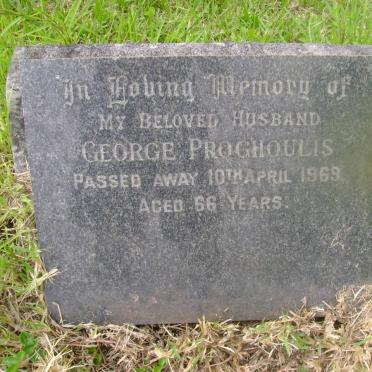 In Loving Memory of
MY BELOVED HUSBAND
GEORGE PROGHOULIS
PASSED AWAY 10TH APRIL 1969
AGED 66 YEARS.